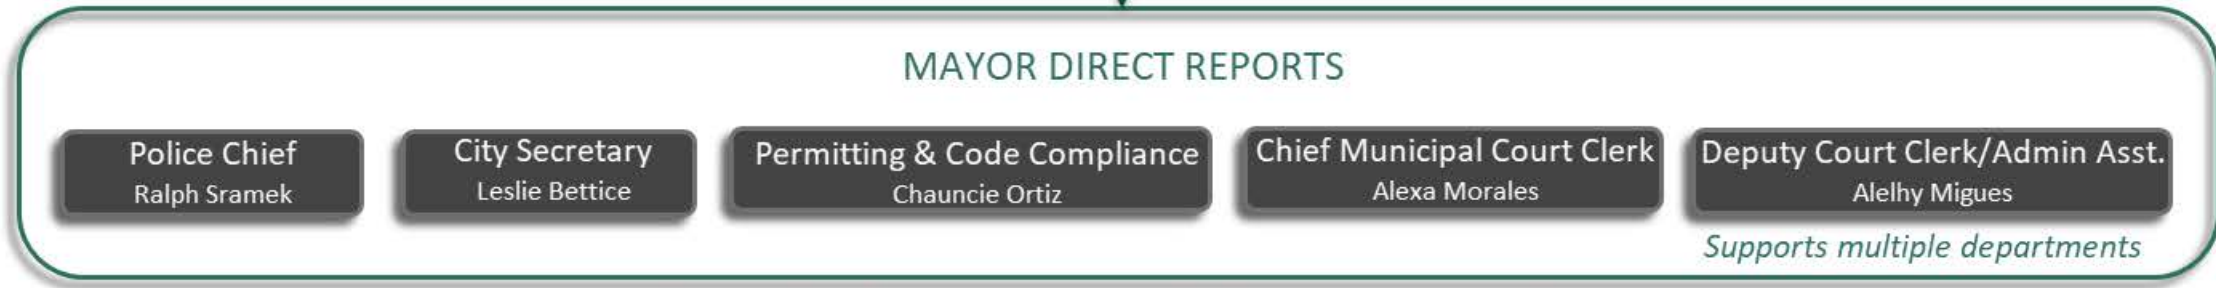 MAYOR DIRECT REPORTS
Police Chief
Ralph Sramek
City Secretary
Leslie Bettice
Permitting & Code Compliance
Chauncie Ortiz
Chief Municipal Court Clerk
Alexa Morales
Deputy Court Clerk/Admin Asst.
Alelhy Migues
Supports multiple departments